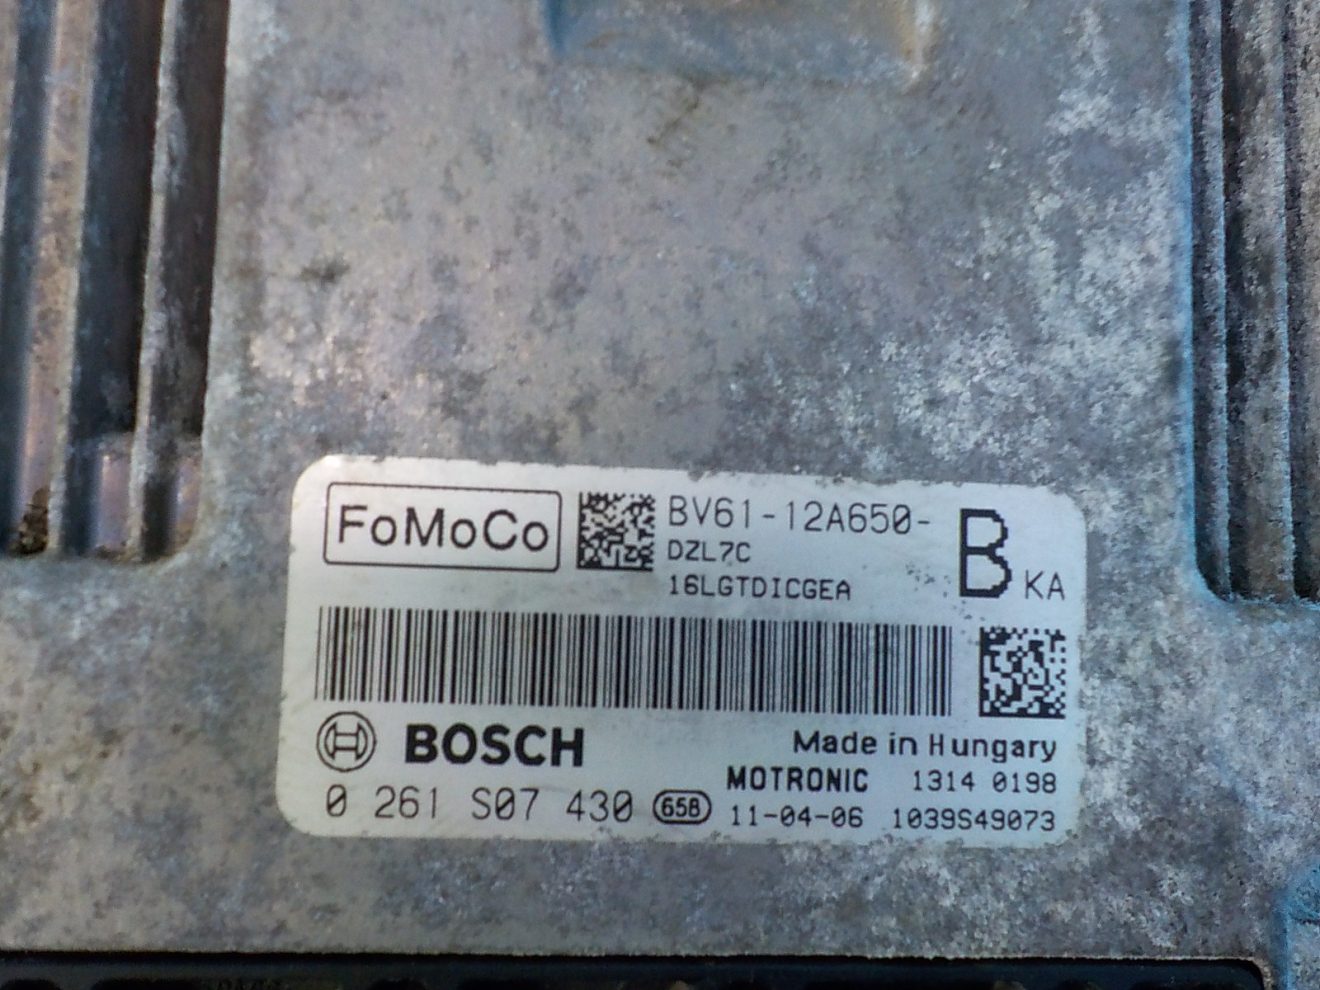 FoMoCo
BV61-12A650-
B KA
DZL7C
16LGTDICGEA
BOSCH
Made in Hungary
MOTRONIC 1314 0198
0 261 S07 430 658 11-04-06 1039S49073